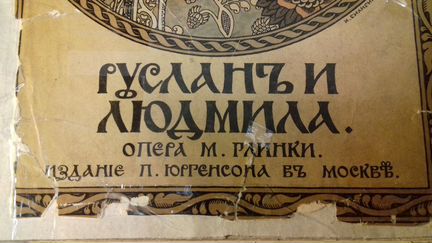 РУСЛАНЪ И
ЛЮДМИЛА.
ОПЕРА М. ГЛИНКИ.
ИЗДАНІЕ П. ЮРГЕНСОНА ВЪ МОСКВѢ.